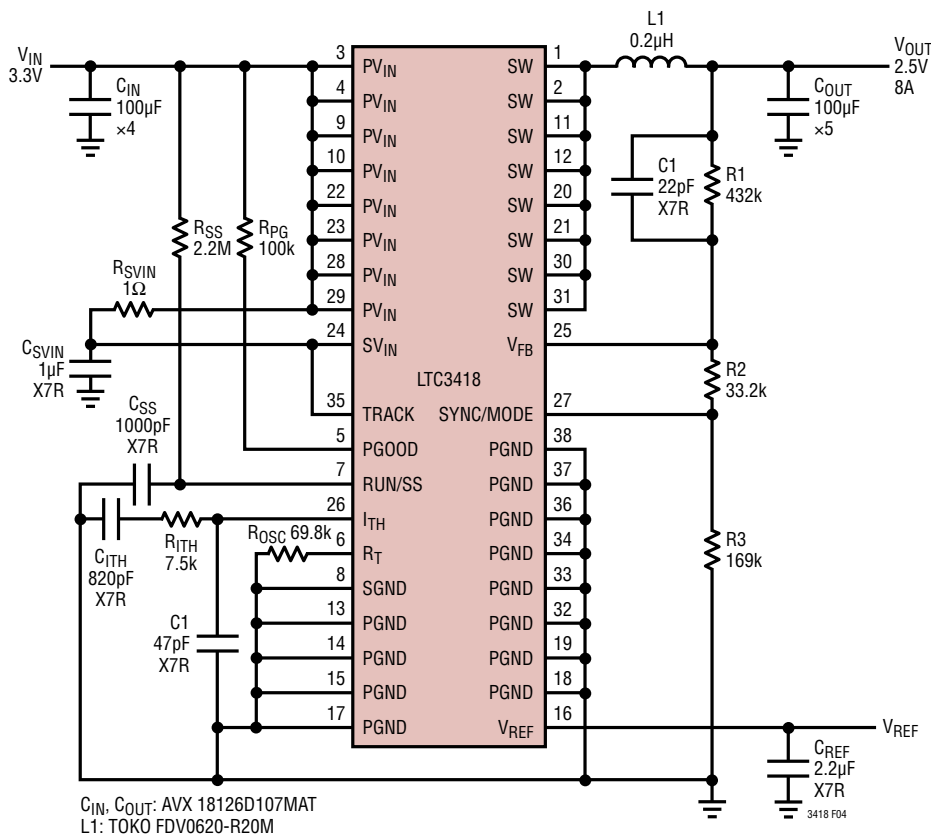 V_IN
3.3V
C_IN
100µF
×4
R_SS
2.2M
R_PG
100k
R_SVIN
1Ω
C_SVIN
1µF
X7R
C_SS
1000pF
X7R
C_ITH
820pF
X7R
R_ITH
7.5k
R_OSC 69.8k
C1
47pF
X7R
3 PV_IN
4 PV_IN
9 PV_IN
10 PV_IN
22 PV_IN
23 PV_IN
28 PV_IN
29 PV_IN
24 SV_IN
35 TRACK
5 PGOOD
7 RUN/SS
26 I_TH
6 R_T
8 SGND
13 PGND
14 PGND
15 PGND
17 PGND
LTC3418
SW 1
SW 2
SW 11
SW 12
SW 20
SW 21
SW 30
SW 31
V_FB 25
SYNC/MODE 27
PGND 38
PGND 37
PGND 36
PGND 34
PGND 33
PGND 32
PGND 19
PGND 18
V_REF 16
L1
0.2µH
V_OUT
2.5V
8A
C_OUT
100µF
×5
C1
22pF
X7R
R1
432k
R2
33.2k
R3
169k
V_REF
C_REF
2.2µF
X7R
3418 F04
C_IN, C_OUT: AVX 18126D107MAT
L1: TOKO FDV0620-R20M